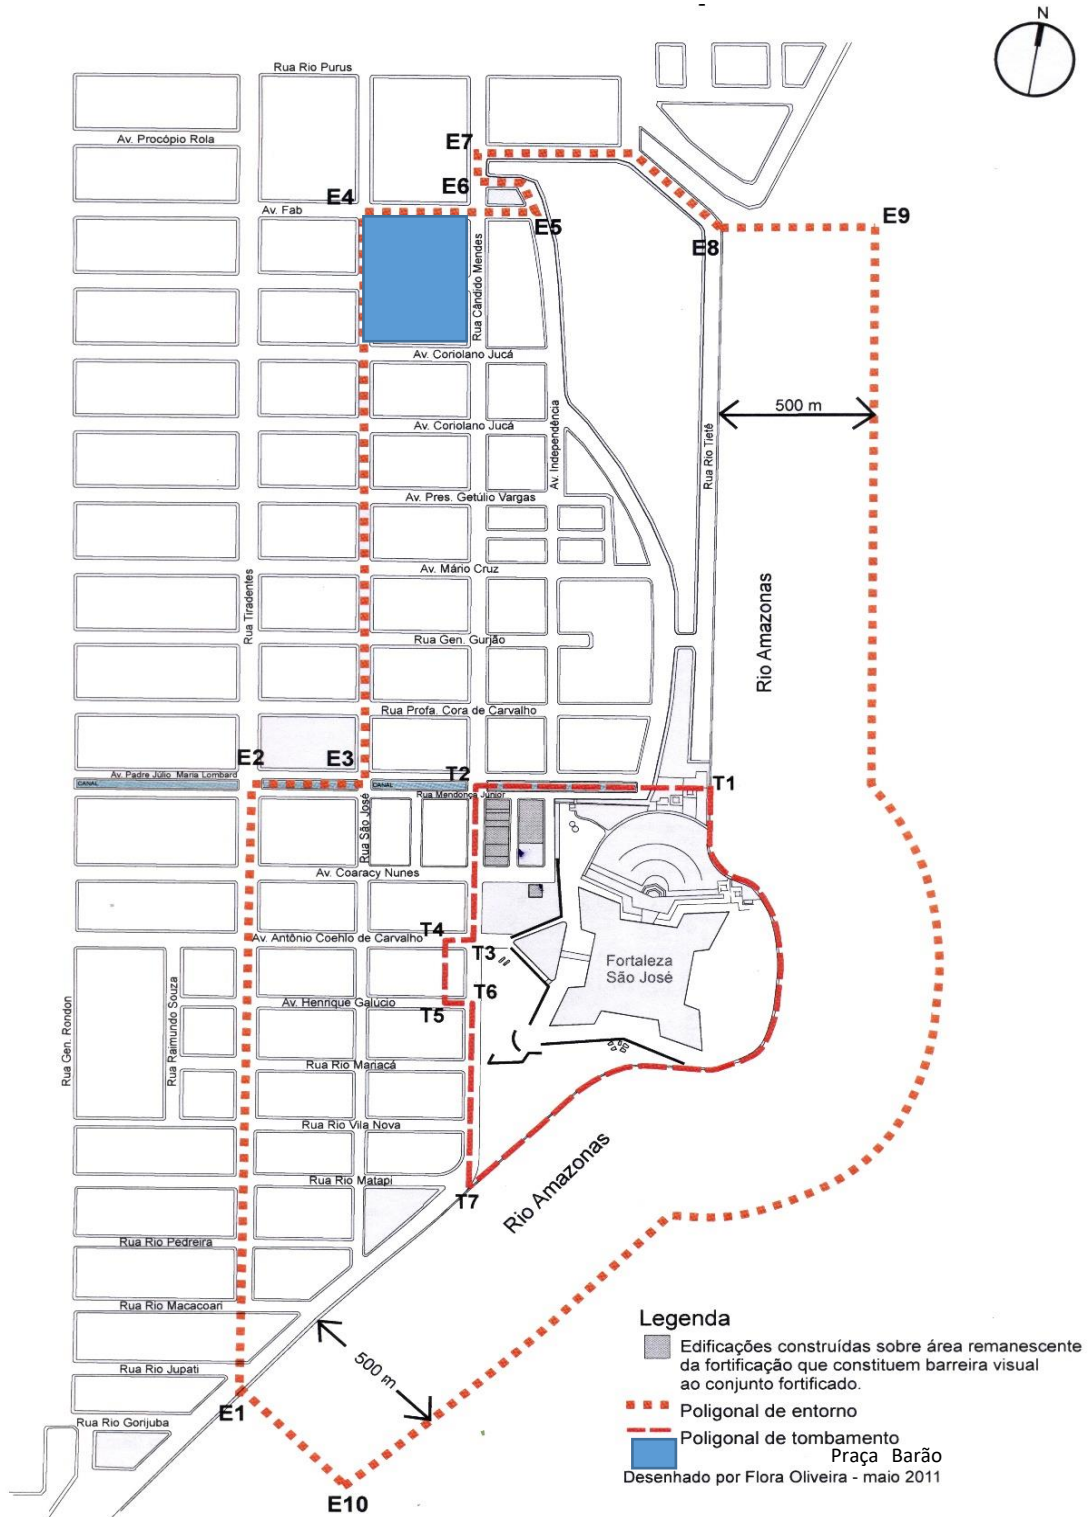 N
Rua Rio Purus
Av. Procópio Rola
E7
E6
E4
Av. Fab
E5
E8
E9
Rua Cândido Mendes
Av. Coriolano Jucá
500 m
Av. Coriolano Jucá
Av. Independência
Rua Rio Tietê
Av. Pres. Getúlio Vargas
Av. Mário Cruz
Rua Tiradentes
Rua Gen. Gurjão
Rio Amazonas
Rua Profa. Cora de Carvalho
E2
E3
T2
T1
Av. Padre Júlio Maria Lombard
CANAL
CANAL
Rua Mendonça Júnior
Rua São José
Av. Coaracy Nunes
T4
Av. Antônio Coehlo de Carvalho
T3
Fortaleza
São José
T6
Av. Henrique Galúcio
T5
Rua Gen. Rondon
Rua Raimundo Souza
Rua Rio Mariacá
Rua Rio Vila Nova
Rio Amazonas
Rua Rio Matapi
T7
Rua Rio Pedreira
Rua Rio Macacoari
500 m
Rua Rio Jupati
E1
Rua Rio Gorijuba
E10
Legenda
Edificações construídas sobre área remanescente
da fortificação que constituem barreira visual
ao conjunto fortificado.
Poligonal de entorno
Poligonal de tombamento
Praça Barão
Desenhado por Flora Oliveira - maio 2011